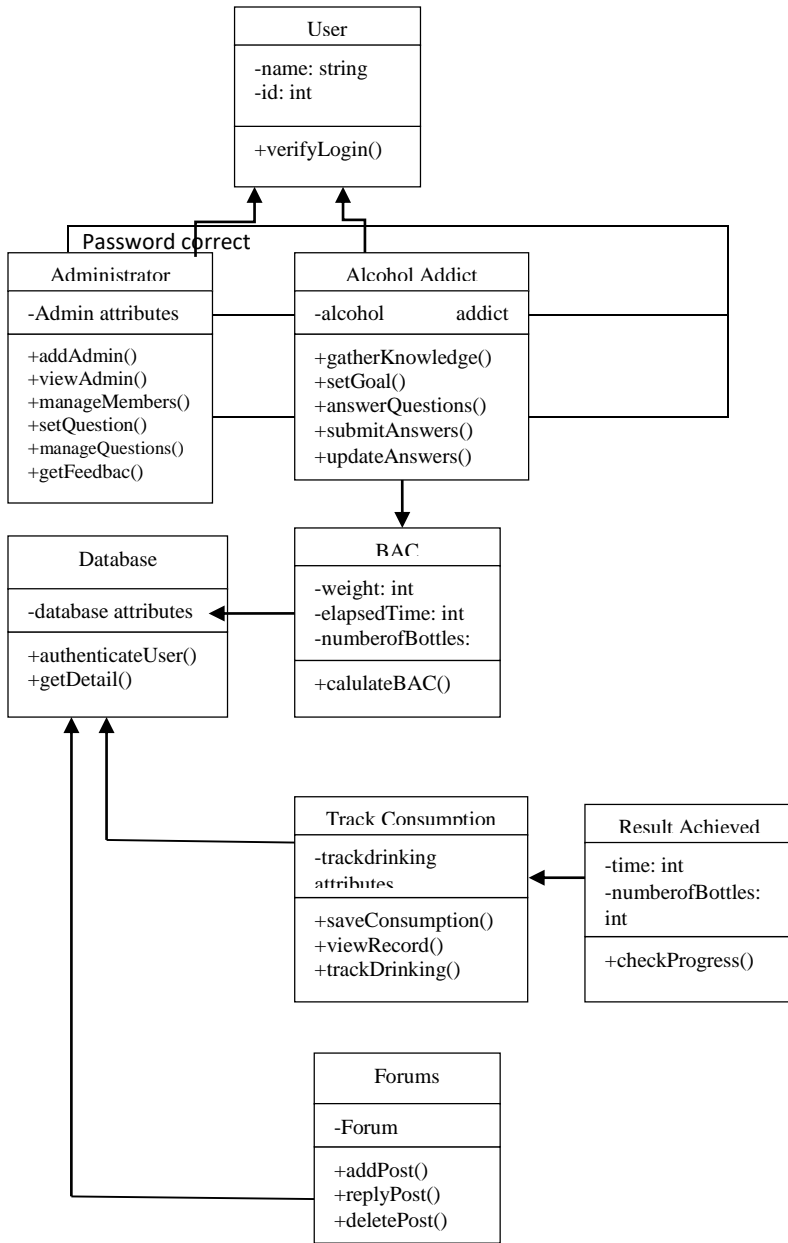 User
-name: string
-id: int
+verifyLogin()
Password correct
Administrator
-Admin attributes
+addAdmin()
+viewAdmin()
+manageMembers()
+setQuestion()
+manageQuestions()
+getFeedbac()
Alcohol Addict
-alcohol addict
+gatherKnowledge()
+setGoal()
+answerQuestions()
+submitAnswers()
+updateAnswers()
Database
-database attributes
+authenticateUser()
+getDetail()
BAC
-weight: int
-elapsedTime: int
-numberofBottles:
+calulateBAC()
Track Consumption
-trackdrinking
attributes
+saveConsumption()
+viewRecord()
+trackDrinking()
Result Achieved
-time: int
-numberofBottles:
int
+checkProgress()
Forums
-Forum
+addPost()
+replyPost()
+deletePost()